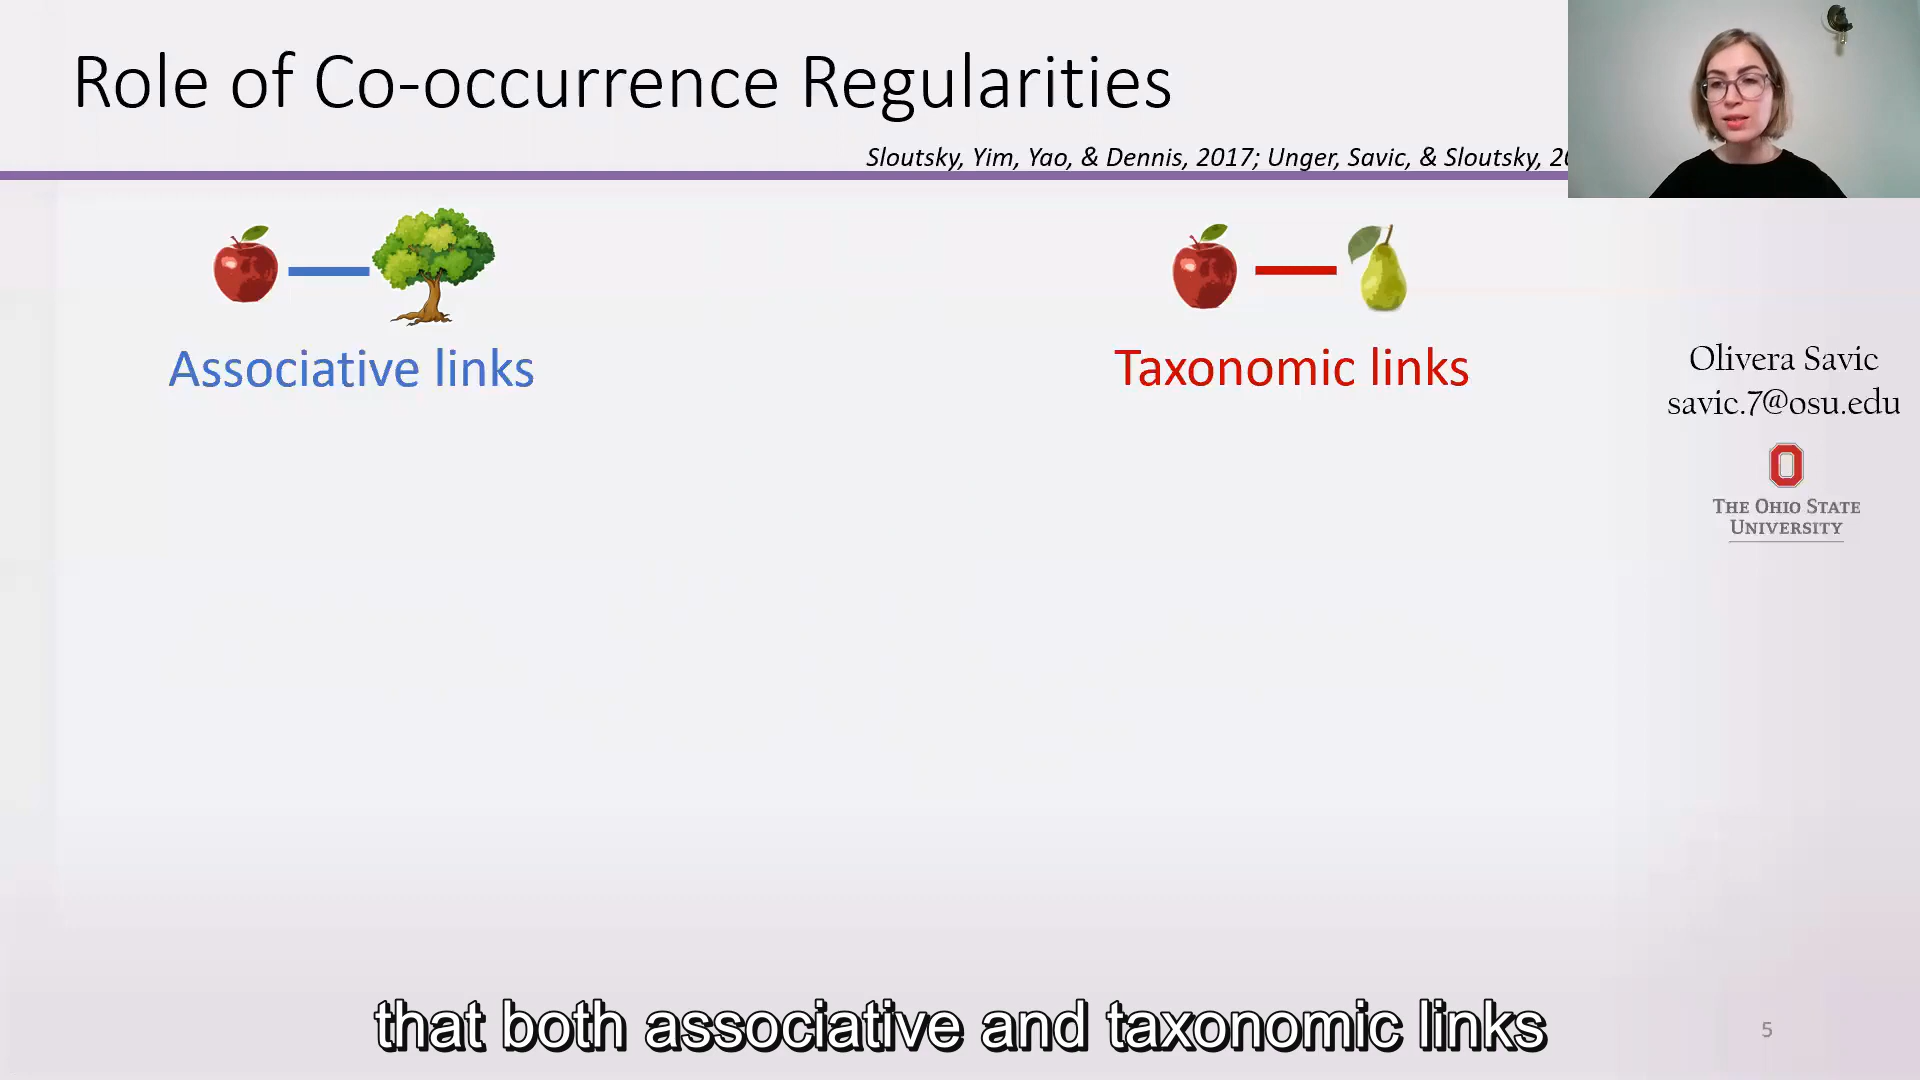 Role of Co-occurrence Regularities
Sloutsky, Yim, Yao, & Dennis, 2017; Unger, Savic, & Sloutsky,
Associative links
Taxonomic links
Olivera Savic
savic.7@osu.edu
THE OHIO STATE
UNIVERSITY
that both associative and taxonomic links
5